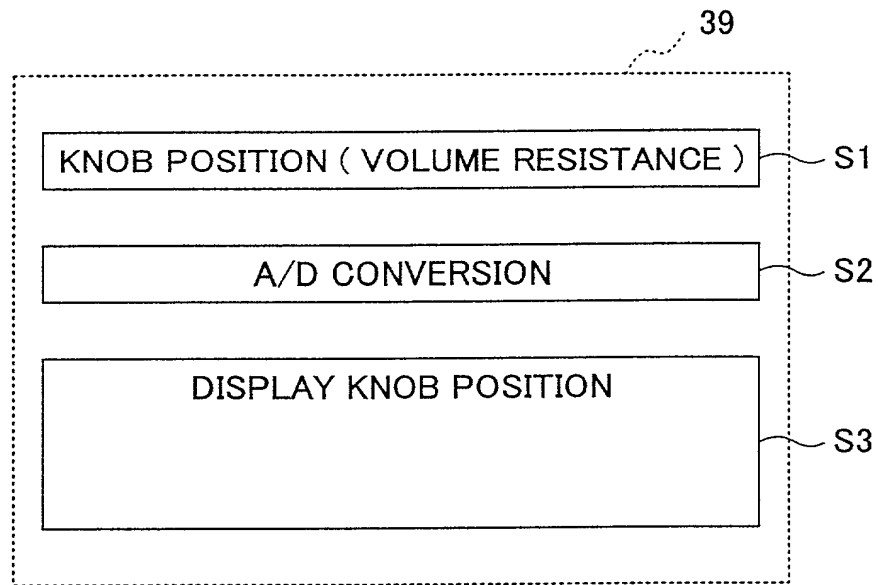 39
KNOB POSITION ( VOLUME RESISTANCE )
S1
A/D CONVERSION
S2
DISPLAY KNOB POSITION
S3